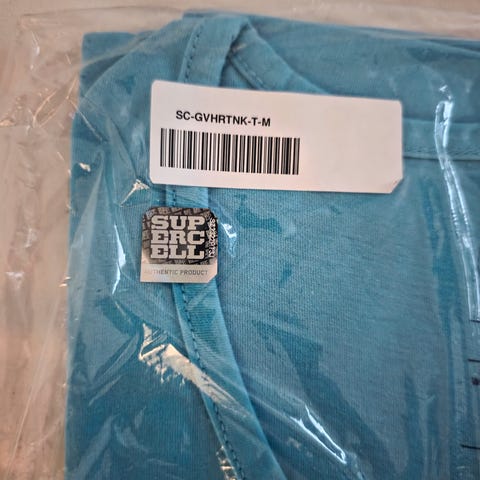 SC-GVHRTNK-T-M
SUP
ERC
ELL
AUTHENTIC PRODUCT